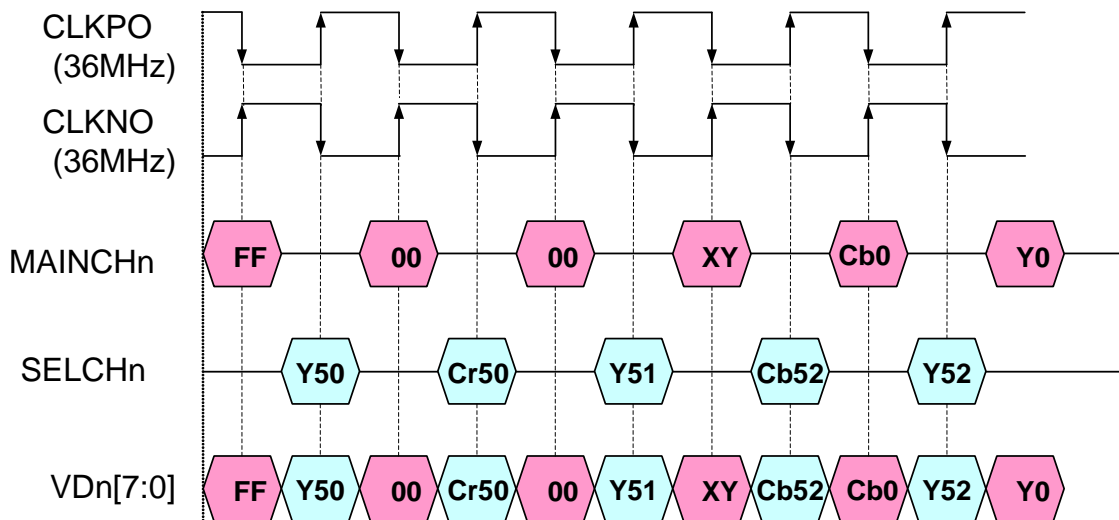 CLKPO
(36MHz)
CLKNO
(36MHz)
MAINCHn FF 00 00 XY Cb0 Y0
SELCHn Y50 Cr50 Y51 Cb52 Y52
VDn[7:0] FF Y50 00 Cr50 00 Y51 XY Cb52 Cb0 Y52 Y0